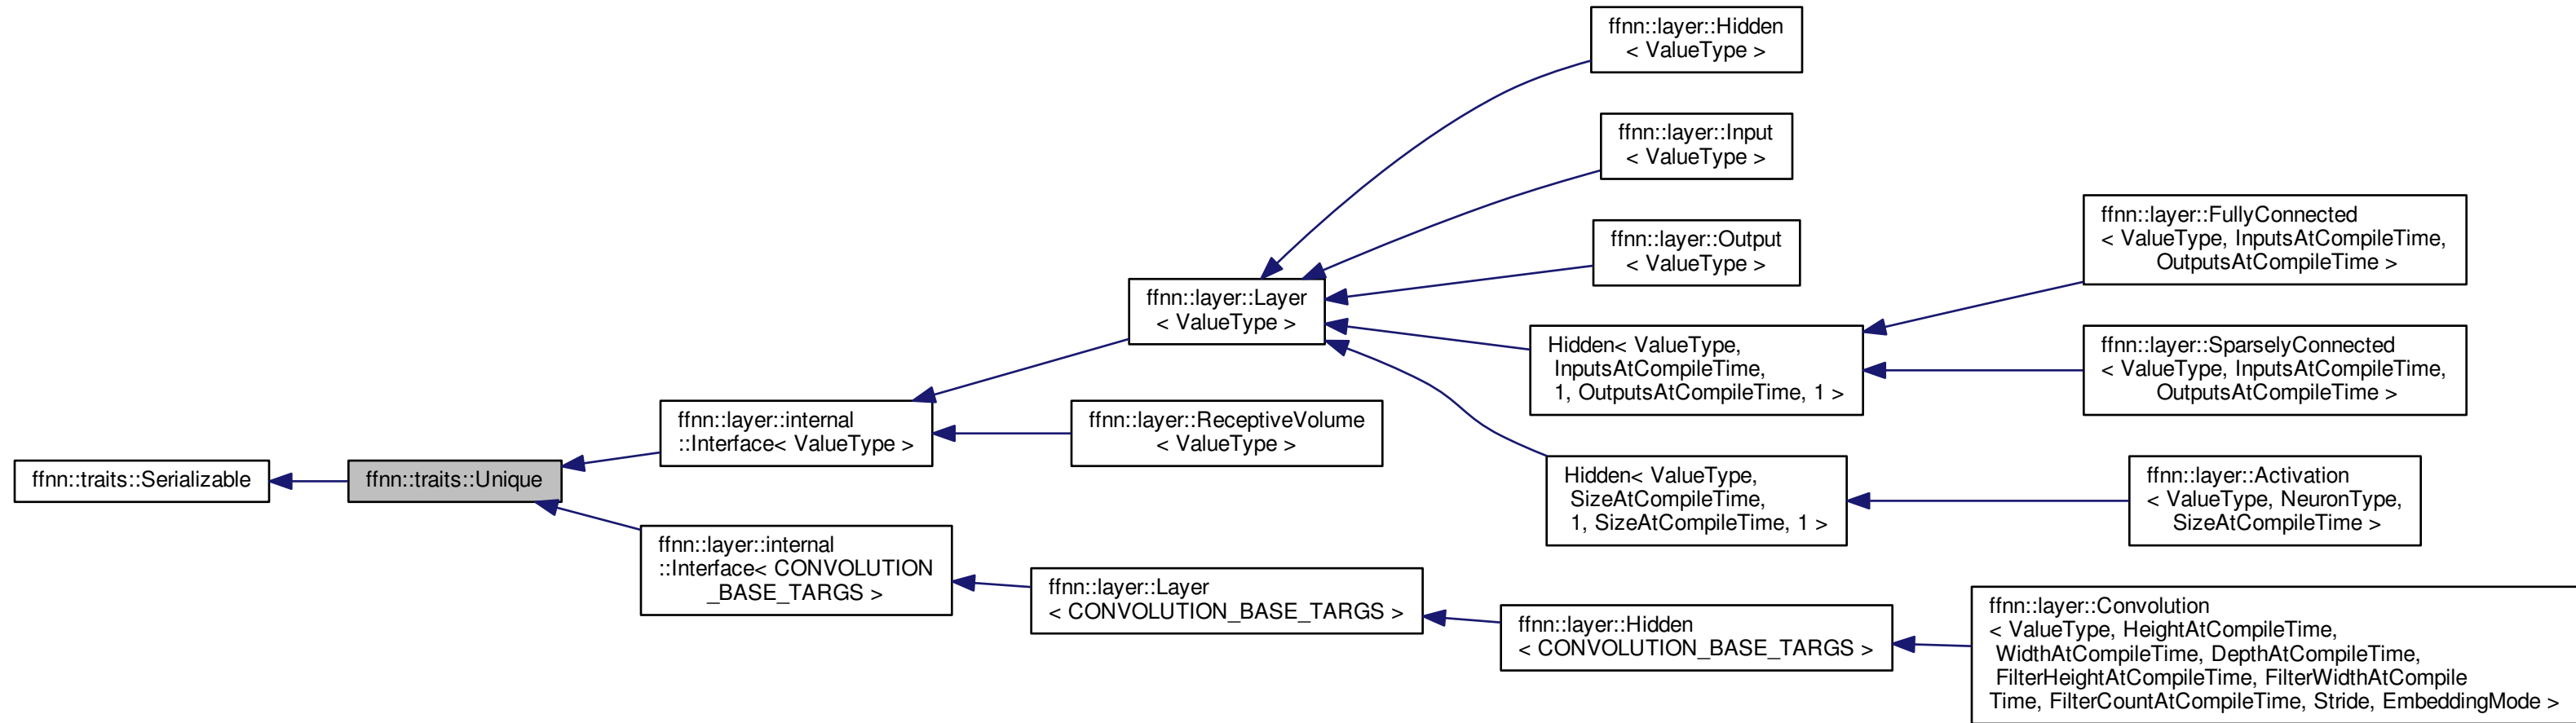 ffnn::layer::Hidden
< ValueType >
ffnn::layer::Input
< ValueType >
ffnn::layer::FullyConnected
< ValueType, InputsAtCompileTime,
OutputsAtCompileTime >
ffnn::layer::Output
< ValueType >
ffnn::layer::Layer
< ValueType >
Hidden< ValueType,
InputsAtCompileTime,
1, OutputsAtCompileTime, 1 >
ffnn::layer::SparselyConnected
< ValueType, InputsAtCompileTime,
OutputsAtCompileTime >
ffnn::layer::internal
::Interface< ValueType >
ffnn::layer::ReceptiveVolume
< ValueType >
ffnn::traits::Serializable
ffnn::traits::Unique
Hidden< ValueType,
SizeAtCompileTime,
1, SizeAtCompileTime, 1 >
ffnn::layer::Activation
< ValueType, NeuronType,
SizeAtCompileTime >
ffnn::layer::internal
::Interface< CONVOLUTION
_BASE_TARGS >
ffnn::layer::Layer
< CONVOLUTION_BASE_TARGS >
ffnn::layer::Hidden
< CONVOLUTION_BASE_TARGS >
ffnn::layer::Convolution
< ValueType, HeightAtCompileTime,
WidthAtCompileTime, DepthAtCompileTime,
FilterHeightAtCompileTime, FilterWidthAtCompile
Time, FilterCountAtCompileTime, Stride, EmbeddingMode >